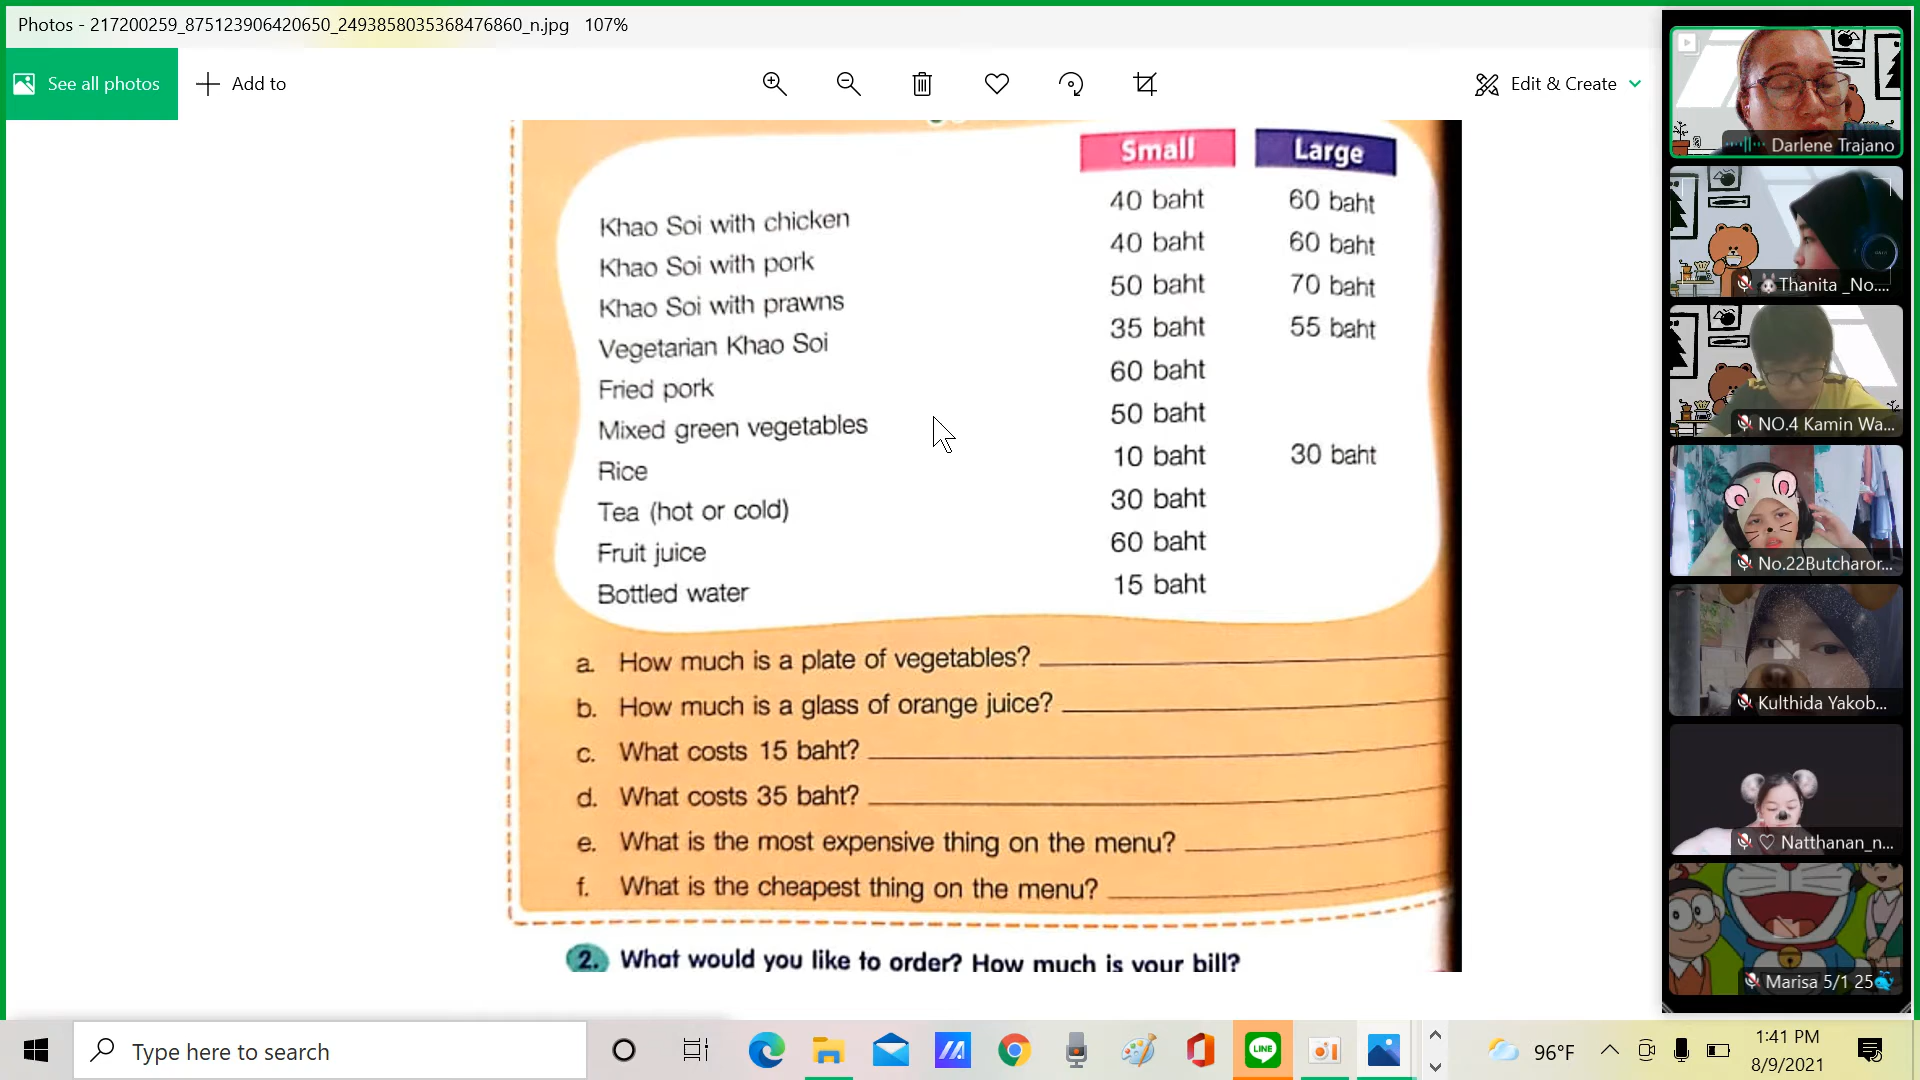 Photos - 217200259_875123906420650_2493858035368476860_n.jpg 107%
See all photos
Add to
Edit & Create
Small Large
Khao Soi with chicken 40 baht 60 baht
Khao Soi with pork 40 baht 60 baht
Khao Soi with prawns 50 baht 70 baht
Vegetarian Khao Soi 35 baht 55 baht
Fried pork 60 baht
Mixed green vegetables 50 baht
Rice 10 baht 30 baht
Tea (hot or cold) 30 baht
Fruit juice 60 baht
Bottled water 15 baht
a. How much is a plate of vegetables?
b. How much is a glass of orange juice?
c. What costs 15 baht?
d. What costs 35 baht?
e. What is the most expensive thing on the menu?
f. What is the cheapest thing on the menu?
2. What would you like to order? How much is your bill?
Darlene Trajano
Thanita _No....
NO.4 Kamin Wa...
No.22Butcharor...
Kulthida Yakob...
♡ Natthanan_n...
Marisa 5/1 25
Type here to search
LINE
96°F
1:41 PM
8/9/2021